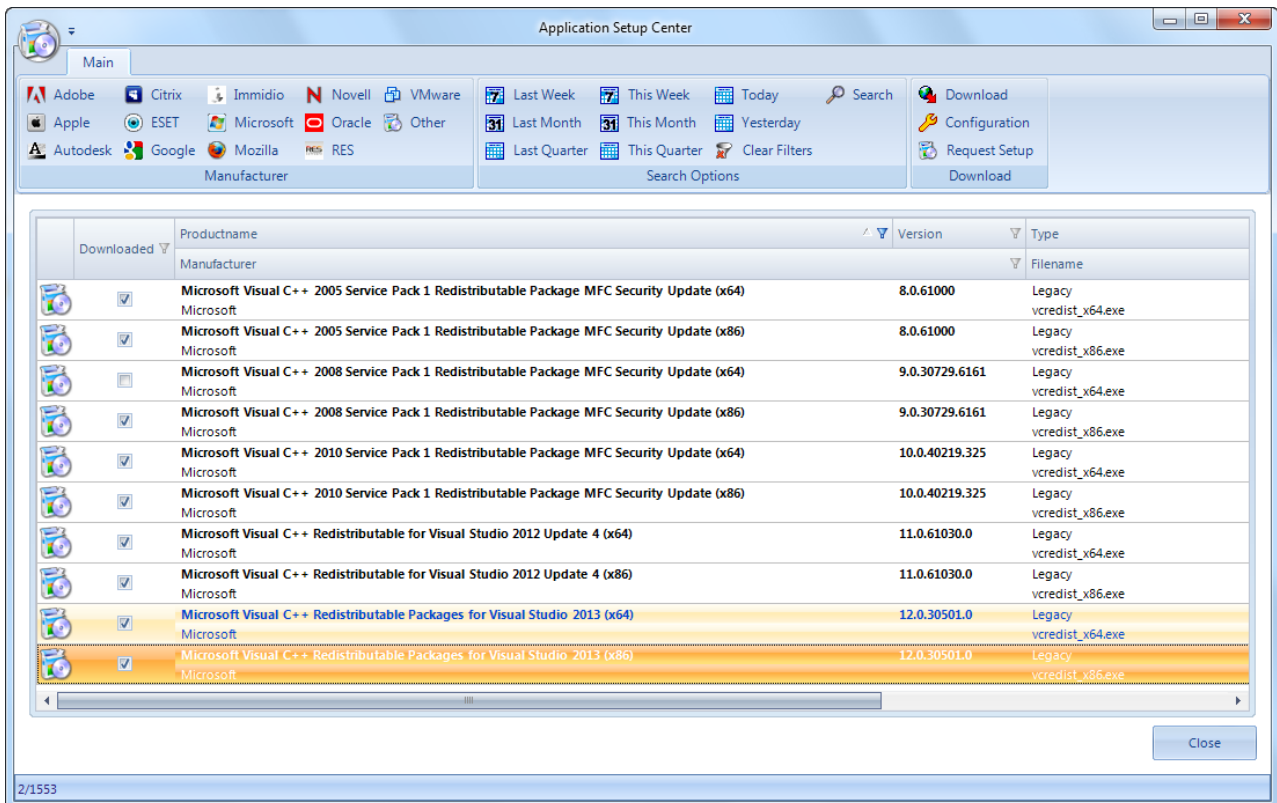 Application Setup Center
Main
Adobe Citrix Immidio Novell VMware Last Week This Week Today Search Download
Apple ESET Microsoft Oracle Other Last Month This Month Yesterday Configuration
Autodesk Google Mozilla RES RES Last Quarter This Quarter Clear Filters Request Setup
Manufacturer Search Options Download
Downloaded Productname Version Type
Manufacturer Filename
Microsoft Visual C++ 2005 Service Pack 1 Redistributable Package MFC Security Update (x64) 8.0.61000 Legacy
Microsoft vcredist_x64.exe
Microsoft Visual C++ 2005 Service Pack 1 Redistributable Package MFC Security Update (x86) 8.0.61000 Legacy
Microsoft vcredist_x86.exe
Microsoft Visual C++ 2008 Service Pack 1 Redistributable Package MFC Security Update (x64) 9.0.30729.6161 Legacy
Microsoft vcredist_x64.exe
Microsoft Visual C++ 2008 Service Pack 1 Redistributable Package MFC Security Update (x86) 9.0.30729.6161 Legacy
Microsoft vcredist_x86.exe
Microsoft Visual C++ 2010 Service Pack 1 Redistributable Package MFC Security Update (x64) 10.0.40219.325 Legacy
Microsoft vcredist_x64.exe
Microsoft Visual C++ 2010 Service Pack 1 Redistributable Package MFC Security Update (x86) 10.0.40219.325 Legacy
Microsoft vcredist_x86.exe
Microsoft Visual C++ Redistributable for Visual Studio 2012 Update 4 (x64) 11.0.61030.0 Legacy
Microsoft vcredist_x64.exe
Microsoft Visual C++ Redistributable for Visual Studio 2012 Update 4 (x86) 11.0.61030.0 Legacy
Microsoft vcredist_x86.exe
Microsoft Visual C++ Redistributable Packages for Visual Studio 2013 (x64) 12.0.30501.0 Legacy
Microsoft vcredist_x64.exe
Microsoft Visual C++ Redistributable Packages for Visual Studio 2013 (x86) 12.0.30501.0 Legacy
Microsoft vcredist_x86.exe
Close
2/1553